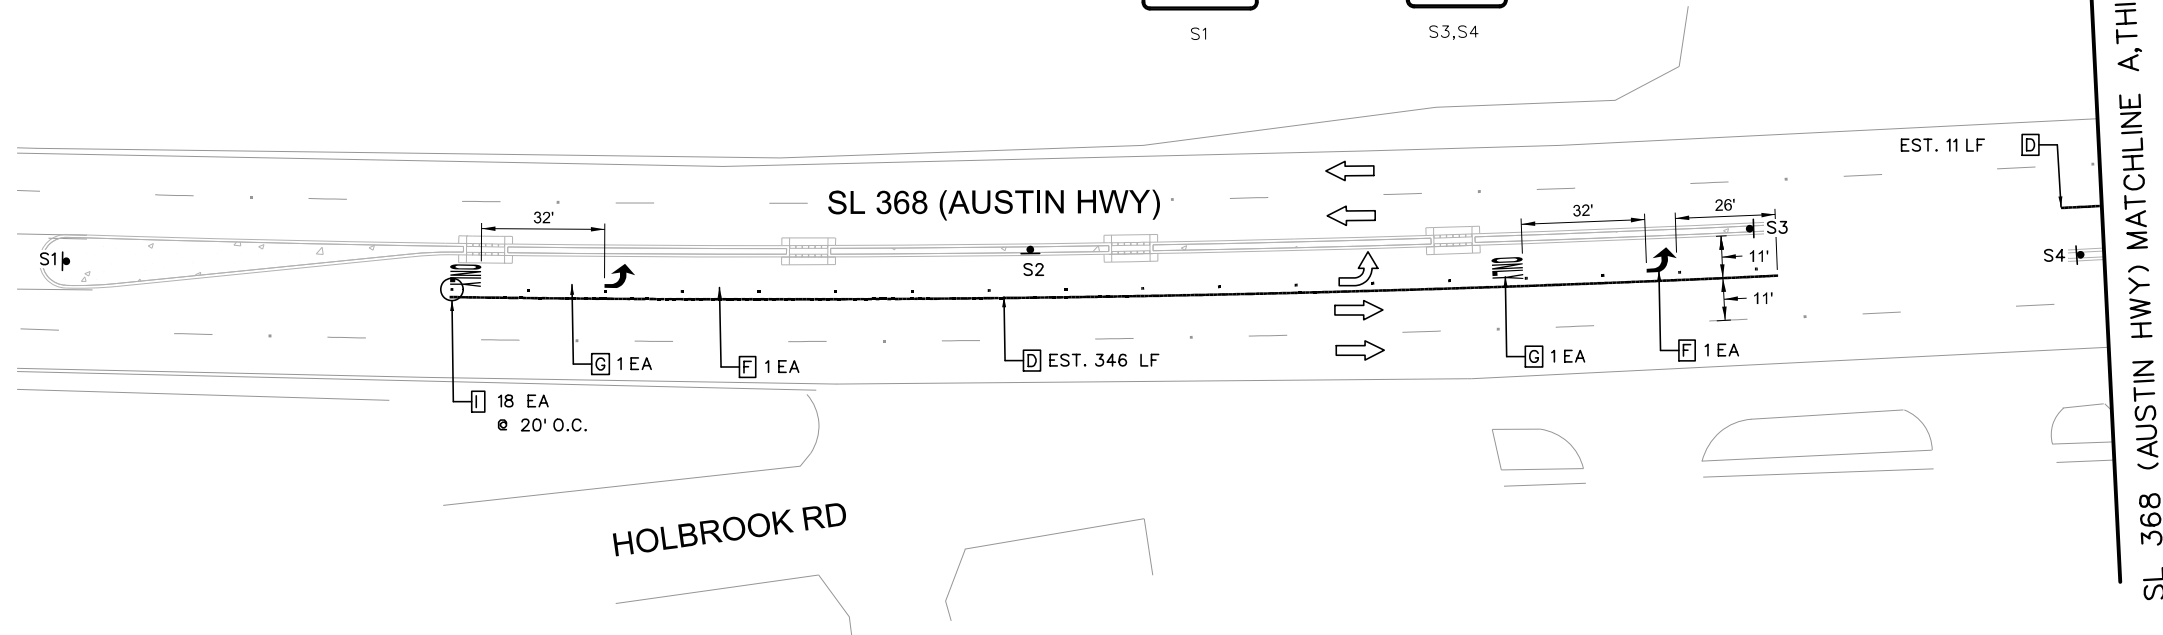 S1
S3,S4
EST. 11 LF D
SL 368 (AUSTIN HWY)
32'
32'
26'
S1
S2
S3
S4
11'
11'
G 1 EA
F 1 EA
D EST. 346 LF
G 1 EA
F 1 EA
I 18 EA
@ 20' O.C.
HOLBROOK RD
SL 368 (AUSTIN HWY) MATCHLINE A,THI